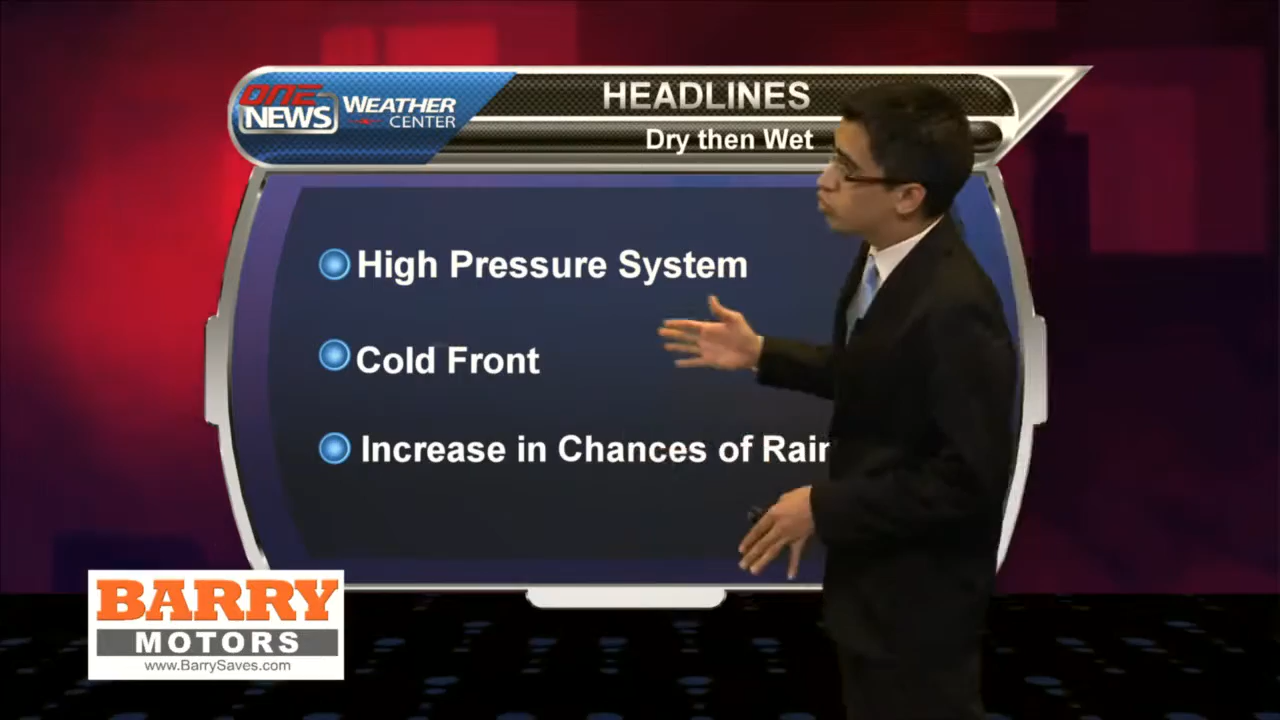 ONE
NEWS
WEATHER
CENTER
HEADLINES
Dry then Wet
High Pressure System
Cold Front
Increase in Chances of Rain
BARRY
MOTORS
www.BarrySaves.com